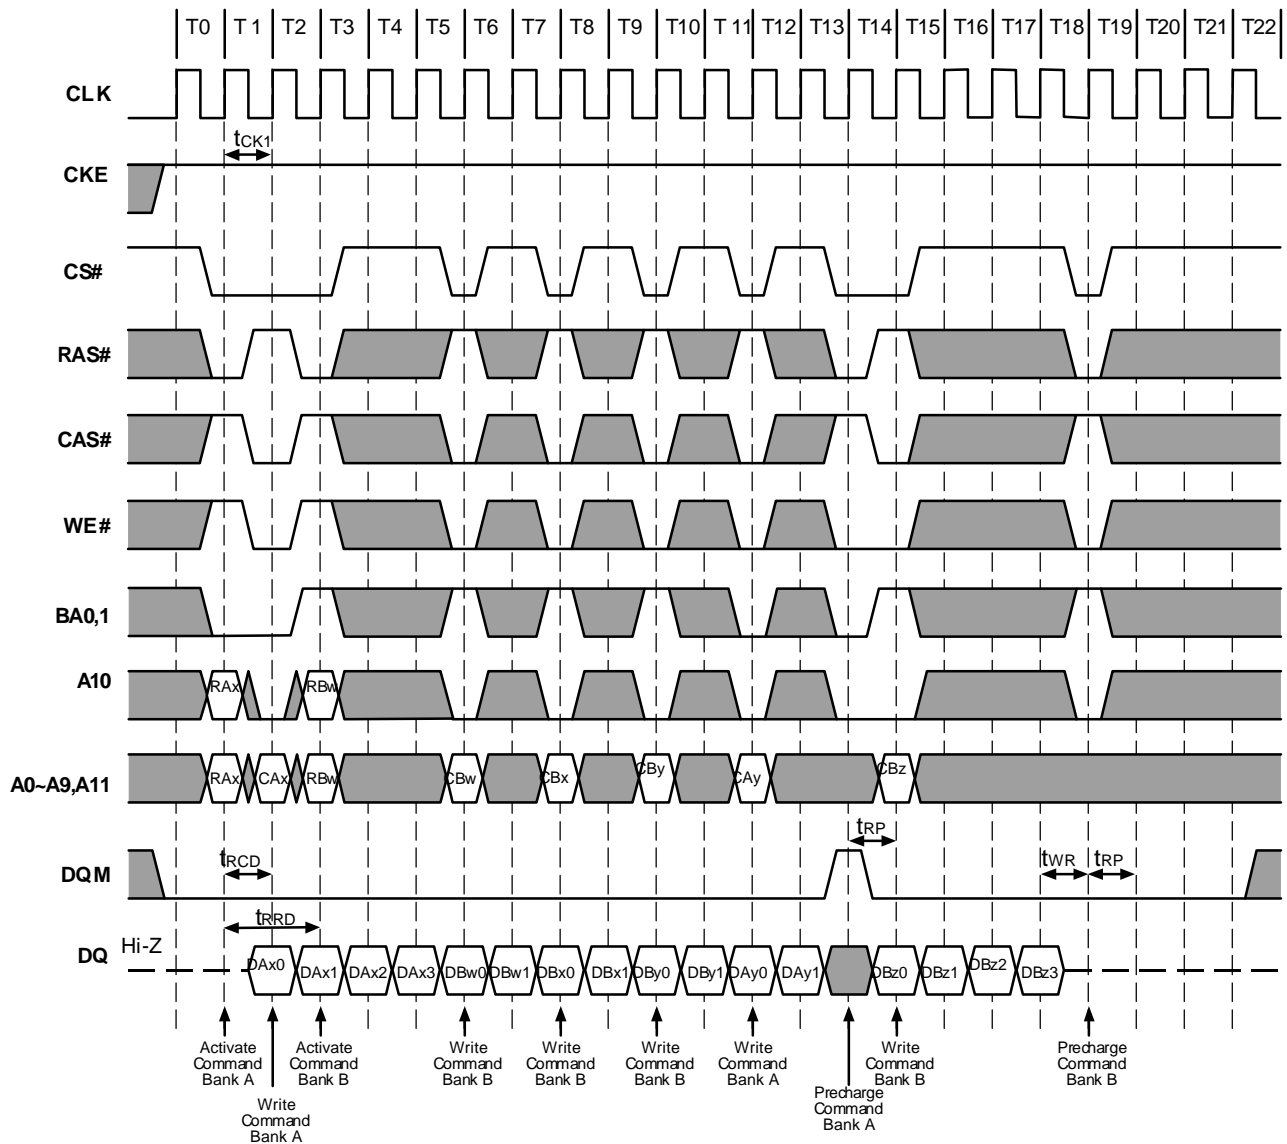 T0 T 1 T2 T3 T4 T5 T6 T7 T8 T9 T10 T 11 T12 T13 T14 T15 T16 T17 T18 T19 T20 T21 T22
CLK
tCK1
CKE
CS#
RAS#
CAS#
WE#
BA0,1
A10
RAx RBw
A0~A9,A11
RAx CAx RBw CBw CBx CBy CAy CBz
tRP
DQM
tRCD tWR tRP
tRRD
DQ
Hi-Z
DAx0 DAx1 DAx2 DAx3 DBw0 DBw1 DBx0 DBx1 DBy0 DBy1 DAy0 DAy1 DBz0 DBz1 DBz2 DBz3
Activate
Command
Bank A
Write
Command
Bank A
Activate
Command
Bank B
Write
Command
Bank B
Write
Command
Bank B
Write
Command
Bank B
Write
Command
Bank A
Precharge
Command
Bank A
Write
Command
Bank B
Precharge
Command
Bank B